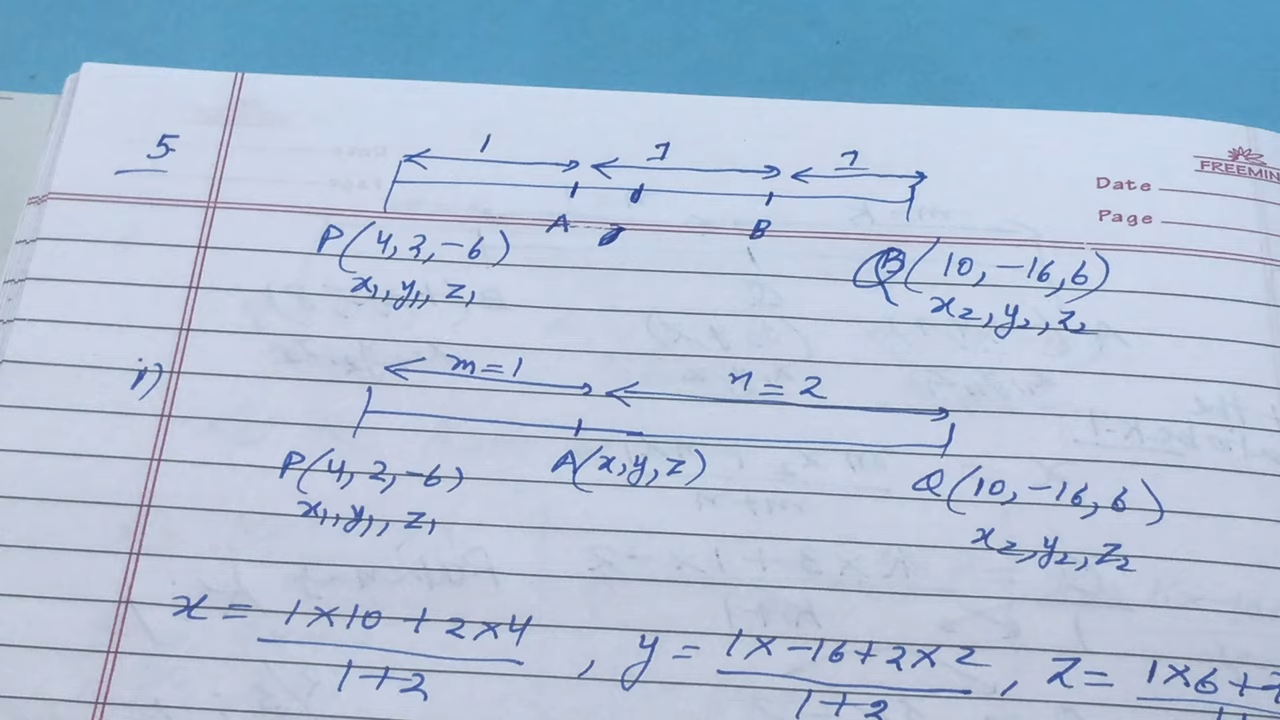 5
1 1 1
A B
FREEMIN
Date
Page
P(4, 2, -6) Q(10, -16, 6)
x₁, y₁, z₁ x₂, y₂, z₂
i) m=1 n=2
P(4, 2, -6) A(x, y, z) Q(10, -16, 6)
x₁, y₁, z₁ x₂, y₂, z₂
x = 1×10 + 2×4 , y = 1×-16+2×2 , z = 1×6+
1+2 1+2